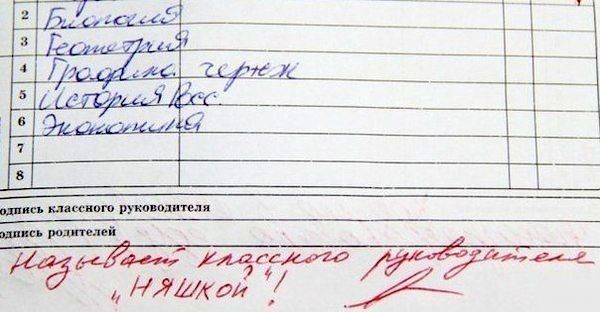 2 Биология
3 Геометрия
4 Графика чертеж
5 История Росс.
6 Экономика
7
8
одпись классного руководителя
одпись родителей
Называет классного руководителя
„НЯШКОЙ"!